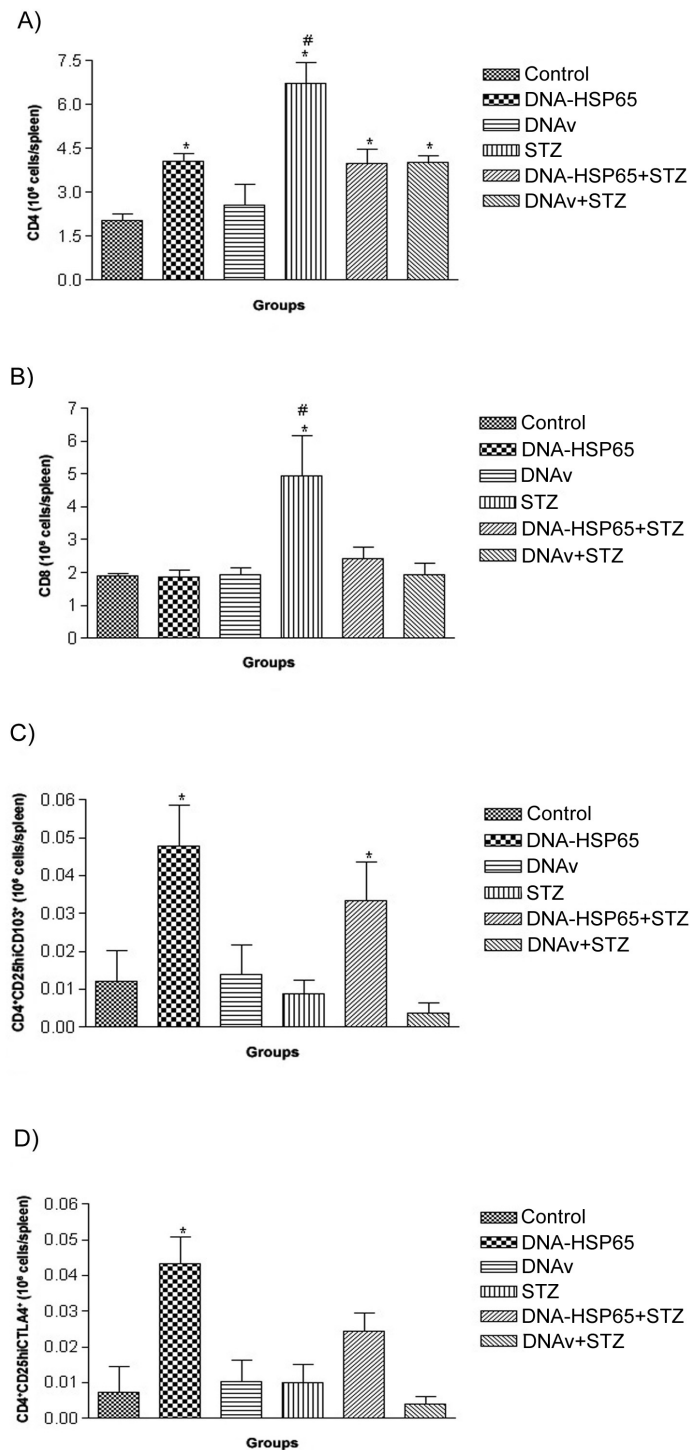 A)
#
*
*
*
*
7.5
6.0
4.5
3.0
1.5
0.0
CD4 (10⁶ cells/spleen)
Groups
Control
DNA-HSP65
DNAv
STZ
DNA-HSP65+STZ
DNAv+STZ
B)
#
*
7
6
5
4
3
2
1
0
CD8 (10⁶ cells/spleen)
Groups
Control
DNA-HSP65
DNAv
STZ
DNA-HSP65+STZ
DNAv+STZ
C)
*
*
0.06
0.05
0.04
0.03
0.02
0.01
0.00
CD4⁺CD25hiCD103⁺ (10⁶ cells/spleen)
Groups
Control
DNA-HSP65
DNAv
STZ
DNA-HSP65+STZ
DNAv+STZ
D)
*
0.06
0.05
0.04
0.03
0.02
0.01
0.00
CD4⁺CD25hiCTLA4⁺ (10⁶ cells/spleen)
Groups
Control
DNA-HSP65
DNAv
STZ
DNA-HSP65+STZ
DNAv+STZ